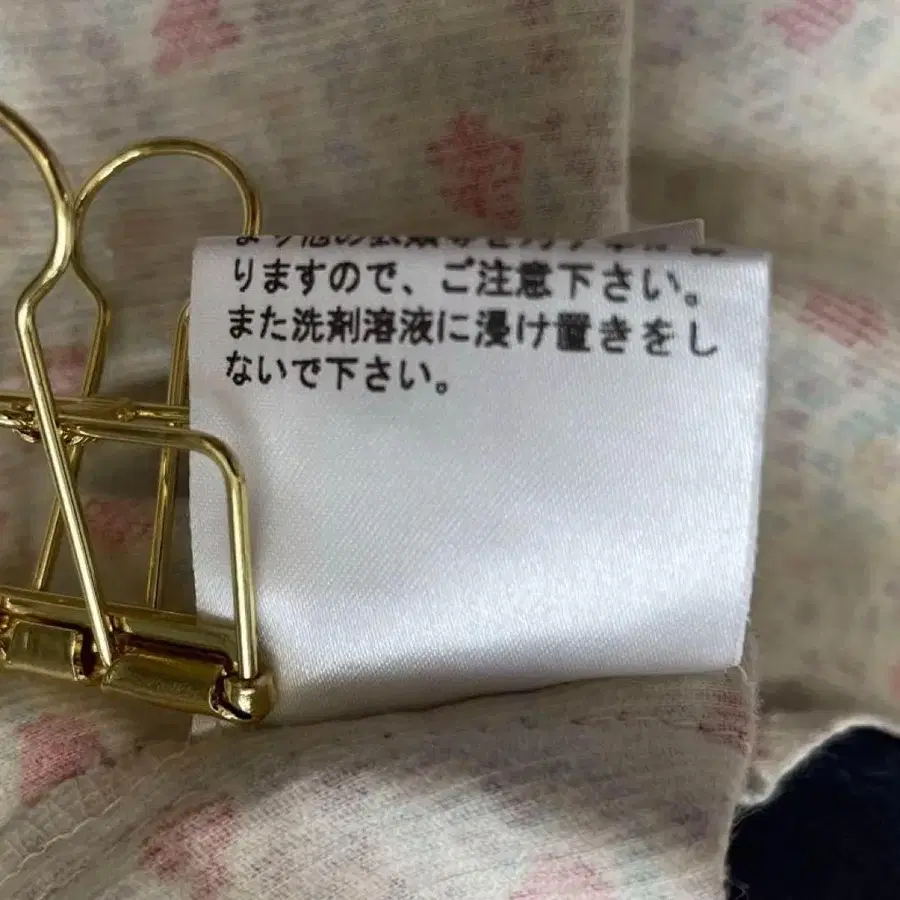 りますので、ご注意下さい。
また洗剤溶液に浸け置きをし
ないで下さい。